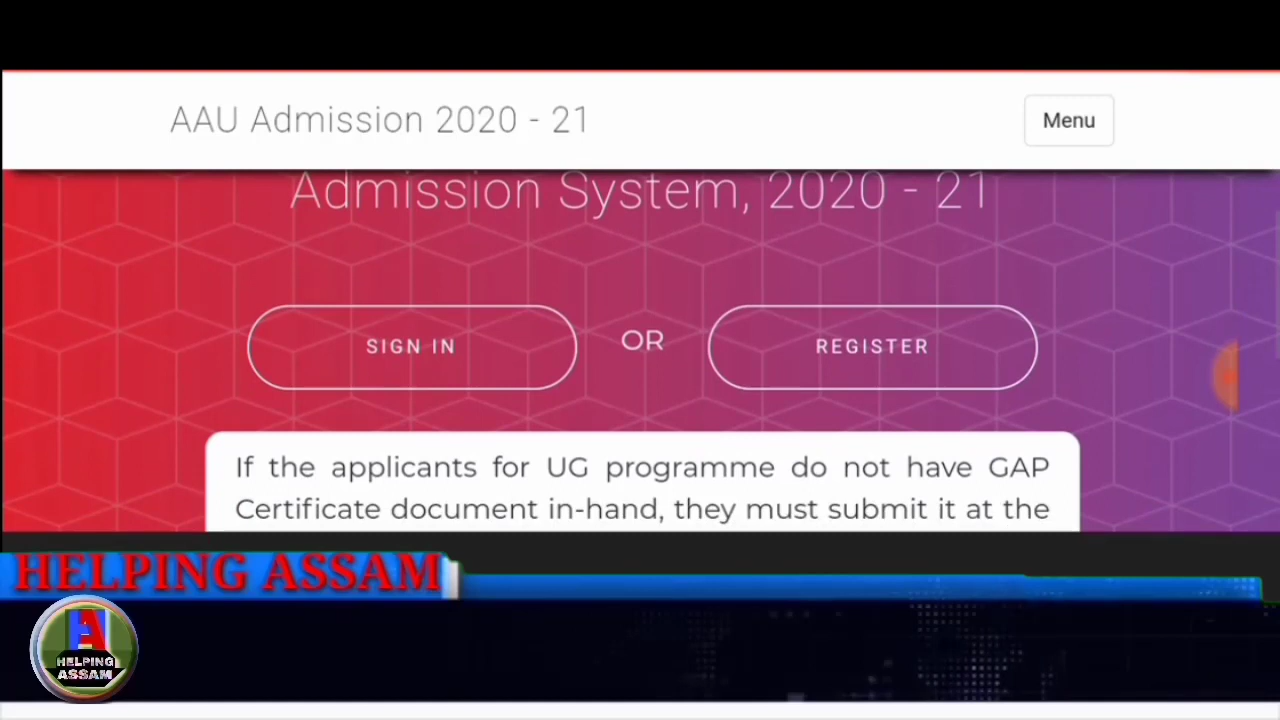 AAU Admission 2020 - 21
Menu
Admission System, 2020 - 21
SIGN IN
OR
REGISTER
If the applicants for UG programme do not have GAP
Certificate document in-hand, they must submit it at the
HELPING ASSAM
A
HELPING
ASSAM